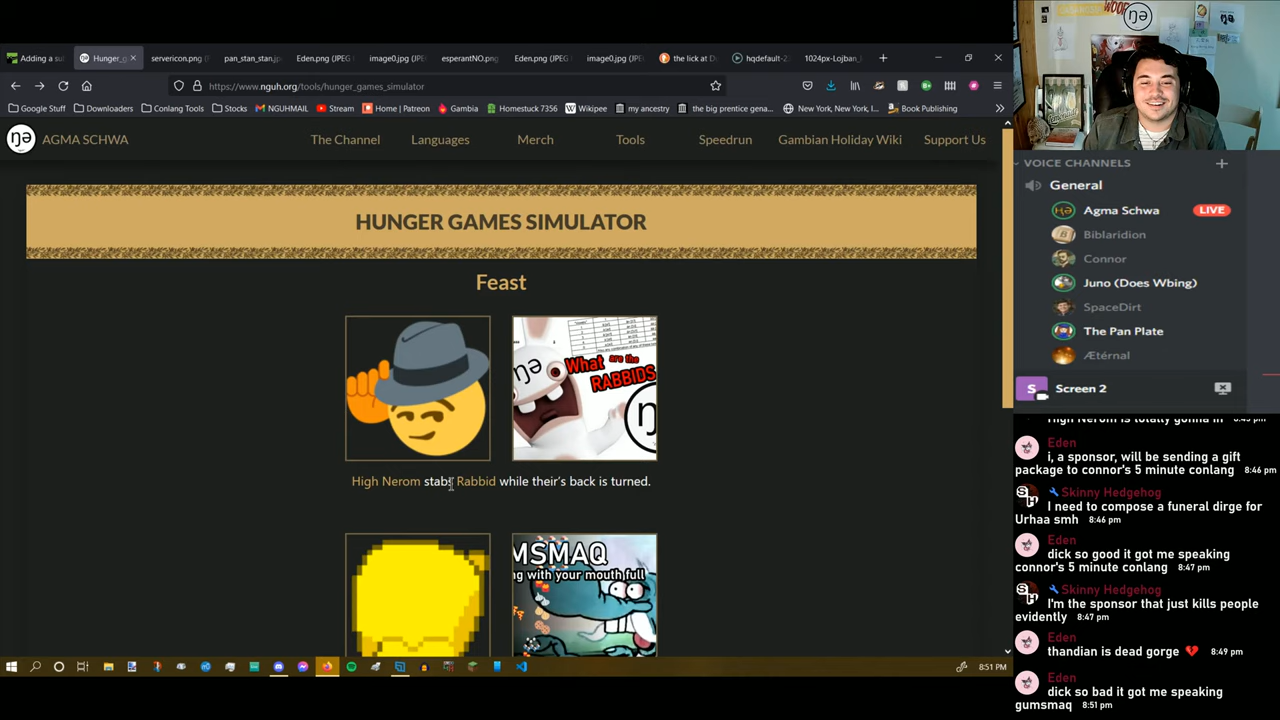 Adding a su
Hunger_g
servericon.png (
pan_stan_stan.jp
Eden.png (JPEG
image0.jpg (JPE
esperantNO.png
Eden.png (JPEG
image0.jpg (JPE
the lick at D
hqdefault-2
1024px-Lojban_
https://www.nguh.org/tools/hunger_games_simulator
Google Stuff
Downtown
Conlang Tools
Stocks
NGUHMAIL
Stream
Home | Patreon
Gambia
Homestuck 7356
Wikipee
my ancestry
the big prentice gena...
New York, New York, I...
Book Publishing
ŋə AGMA SCHWA
The Channel
Languages
Merch
Tools
Speedrun
Gambian Holiday Wiki
Support Us
HUNGER GAMES SIMULATOR
Feast
ŋə
What are the
RABBIDS
High Nerom stabs Rabbid while their's back is turned.
MSMAQ
ng with your mouth full
8:51 PM
ŋə
VOICE CHANNELS
General
Agma Schwa LIVE
Biblaridion
Connor
Juno (Does Wbing)
SpaceDirt
The Pan Plate
Ætérnal
S Screen 2
High Nerom is totally gonna in 8:45 pm
Eden
i, a sponsor, will be sending a gift
package to connor's 5 minute conlang 8:46 pm
Skinny Hedgehog
I need to compose a funeral dirge for
Urhaa smh 8:46 pm
Eden
dick so good it got me speaking
connor's 5 minute conlang 8:47 pm
Skinny Hedgehog
I'm the sponsor that just kills people
evidently 8:47 pm
Eden
thandian is dead gorge 8:49 pm
Eden
dick so bad it got me speaking
gumsmaq 8:51 pm